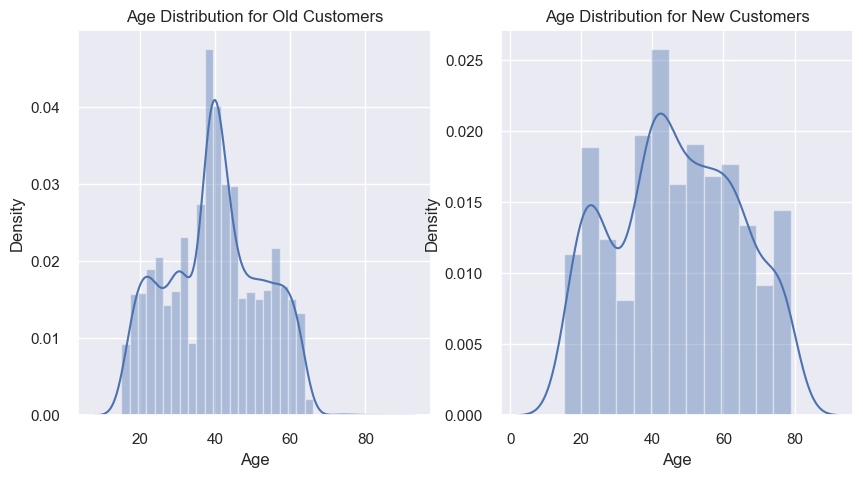 Age Distribution for Old Customers
Density
0.04
0.03
0.02
0.01
0.00
20 40 60 80
Age
Age Distribution for New Customers
Density
0.025
0.020
0.015
0.010
0.005
0.000
0 20 40 60 80
Age